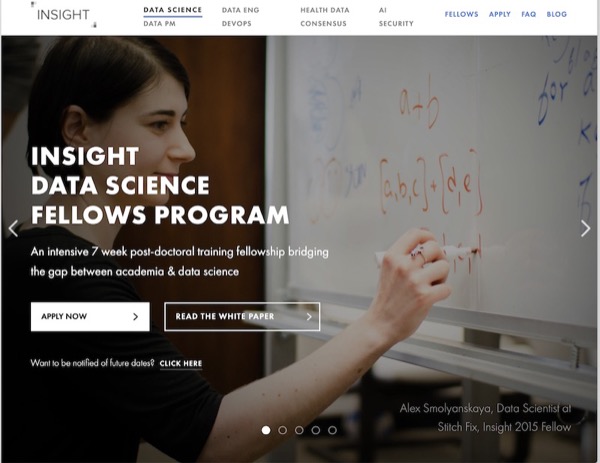 INSIGHT
DATA SCIENCE
DATA ENG
HEALTH DATA
AI
FELLOWS
APPLY
FAQ
BLOG
DATA PM
DEVOPS
CONSENSUS
SECURITY
a+b
[a,b,c]+[d,e]
for
INSIGHT
DATA SCIENCE
FELLOWS PROGRAM
An intensive 7 week post-doctoral training fellowship bridging
the gap between academia & data science
APPLY NOW
READ THE WHITE PAPER
Want to be notified of future dates? CLICK HERE
Alex Smolyanskaya, Data Scientist at
Stitch Fix, Insight 2015 Fellow